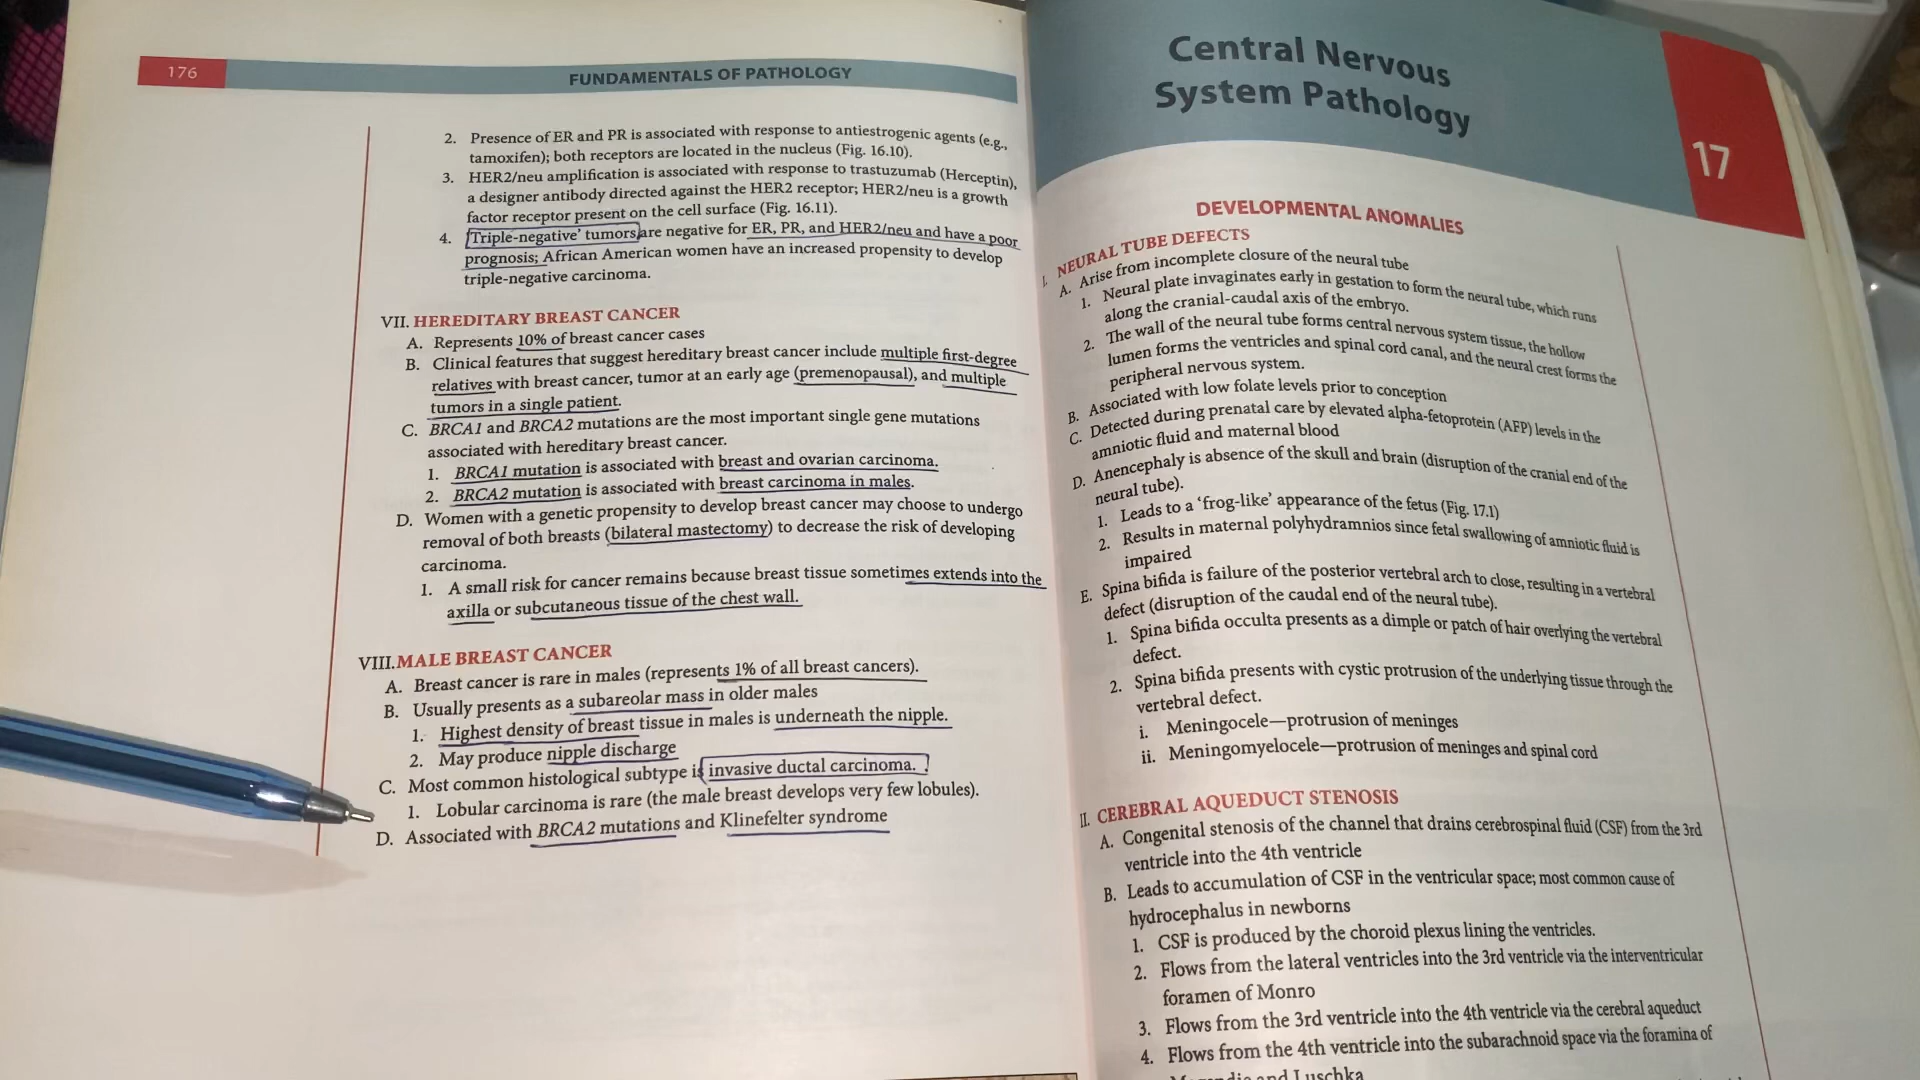 176
FUNDAMENTALS OF PATHOLOGY
2. Presence of ER and PR is associated with response to antiestrogenic agents (e.g.,
tamoxifen); both receptors are located in the nucleus (Fig. 16.10).
3. HER2/neu amplification is associated with response to trastuzumab (Herceptin),
a designer antibody directed against the HER2 receptor; HER2/neu is a growth
factor receptor present on the cell surface (Fig. 16.11).
4. 'Triple-negative' tumors are negative for ER, PR, and HER2/neu and have a poor
prognosis; African American women have an increased propensity to develop
triple-negative carcinoma.
VII. HEREDITARY BREAST CANCER
A. Represents 10% of breast cancer cases
B. Clinical features that suggest hereditary breast cancer include multiple first-degree
relatives with breast cancer, tumor at an early age (premenopausal), and multiple
tumors in a single patient.
C. BRCA1 and BRCA2 mutations are the most important single gene mutations
associated with hereditary breast cancer.
1. BRCA1 mutation is associated with breast and ovarian carcinoma.
2. BRCA2 mutation is associated with breast carcinoma in males.
D. Women with a genetic propensity to develop breast cancer may choose to undergo
removal of both breasts (bilateral mastectomy) to decrease the risk of developing
carcinoma.
1. A small risk for cancer remains because breast tissue sometimes extends into the
axilla or subcutaneous tissue of the chest wall.
VIII. MALE BREAST CANCER
A. Breast cancer is rare in males (represents 1% of all breast cancers).
B. Usually presents as a subareolar mass in older males
1. Highest density of breast tissue in males is underneath the nipple.
2. May produce nipple discharge
C. Most common histological subtype is invasive ductal carcinoma.
1. Lobular carcinoma is rare (the male breast develops very few lobules).
D. Associated with BRCA2 mutations and Klinefelter syndrome
Central Nervous
System Pathology
17
DEVELOPMENTAL ANOMALIES
I. NEURAL TUBE DEFECTS
A. Arise from incomplete closure of the neural tube
1. Neural plate invaginates early in gestation to form the neural tube, which runs
along the cranial-caudal axis of the embryo.
2. The wall of the neural tube forms central nervous system tissue, the hollow
lumen forms the ventricles and spinal cord canal, and the neural crest forms the
peripheral nervous system.
B. Associated with low folate levels prior to conception
C. Detected during prenatal care by elevated alpha-fetoprotein (AFP) levels in the
amniotic fluid and maternal blood
D. Anencephaly is absence of the skull and brain (disruption of the cranial end of the
neural tube).
1. Leads to a 'frog-like' appearance of the fetus (Fig. 17.1)
2. Results in maternal polyhydramnios since fetal swallowing of amniotic fluid is
impaired
E. Spina bifida is failure of the posterior vertebral arch to close, resulting in a vertebral
defect (disruption of the caudal end of the neural tube).
1. Spina bifida occulta presents as a dimple or patch of hair overlying the vertebral
defect.
2. Spina bifida presents with cystic protrusion of the underlying tissue through the
vertebral defect.
i. Meningocele—protrusion of meninges
ii. Meningomyelocele—protrusion of meninges and spinal cord
II. CEREBRAL AQUEDUCT STENOSIS
A. Congenital stenosis of the channel that drains cerebrospinal fluid (CSF) from the 3rd
ventricle into the 4th ventricle
B. Leads to accumulation of CSF in the ventricular space; most common cause of
hydrocephalus in newborns
1. CSF is produced by the choroid plexus lining the ventricles.
2. Flows from the lateral ventricles into the 3rd ventricle via the interventricular
foramen of Monro
3. Flows from the 3rd ventricle into the 4th ventricle via the cerebral aqueduct
4. Flows from the 4th ventricle into the subarachnoid space via the foramina of
and Luschka